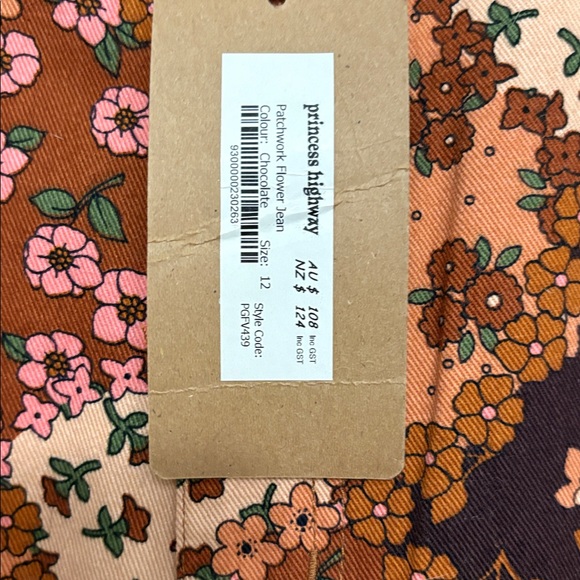 princess highway
AU $ 108 Inc GST
NZ $ 124 Inc GST
Patchwork Flower Jean
Colour: Chocolate Size: 12
9300000230263
Style Code:
PGFV439